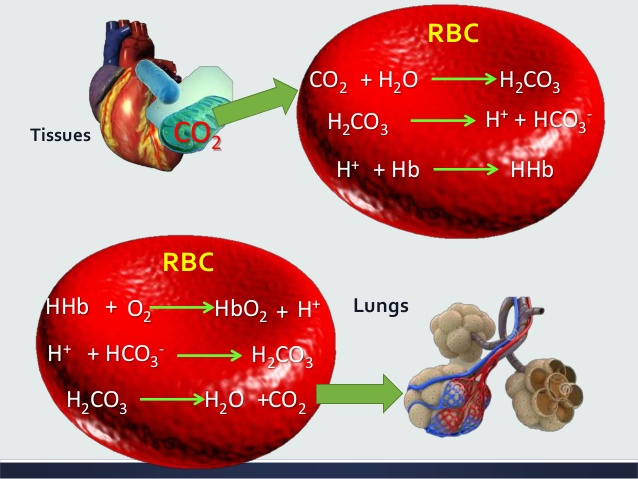 RBC
CO₂ + H₂O → H₂CO₃
Tissues
CO₂
H₂CO₃ → H⁺ + HCO₃⁻
H⁺ + Hb → HHb
RBC
HHb + O₂ → HbO₂ + H⁺
Lungs
H⁺ + HCO₃⁻ → H₂CO₃
H₂CO₃ → H₂O +CO₂